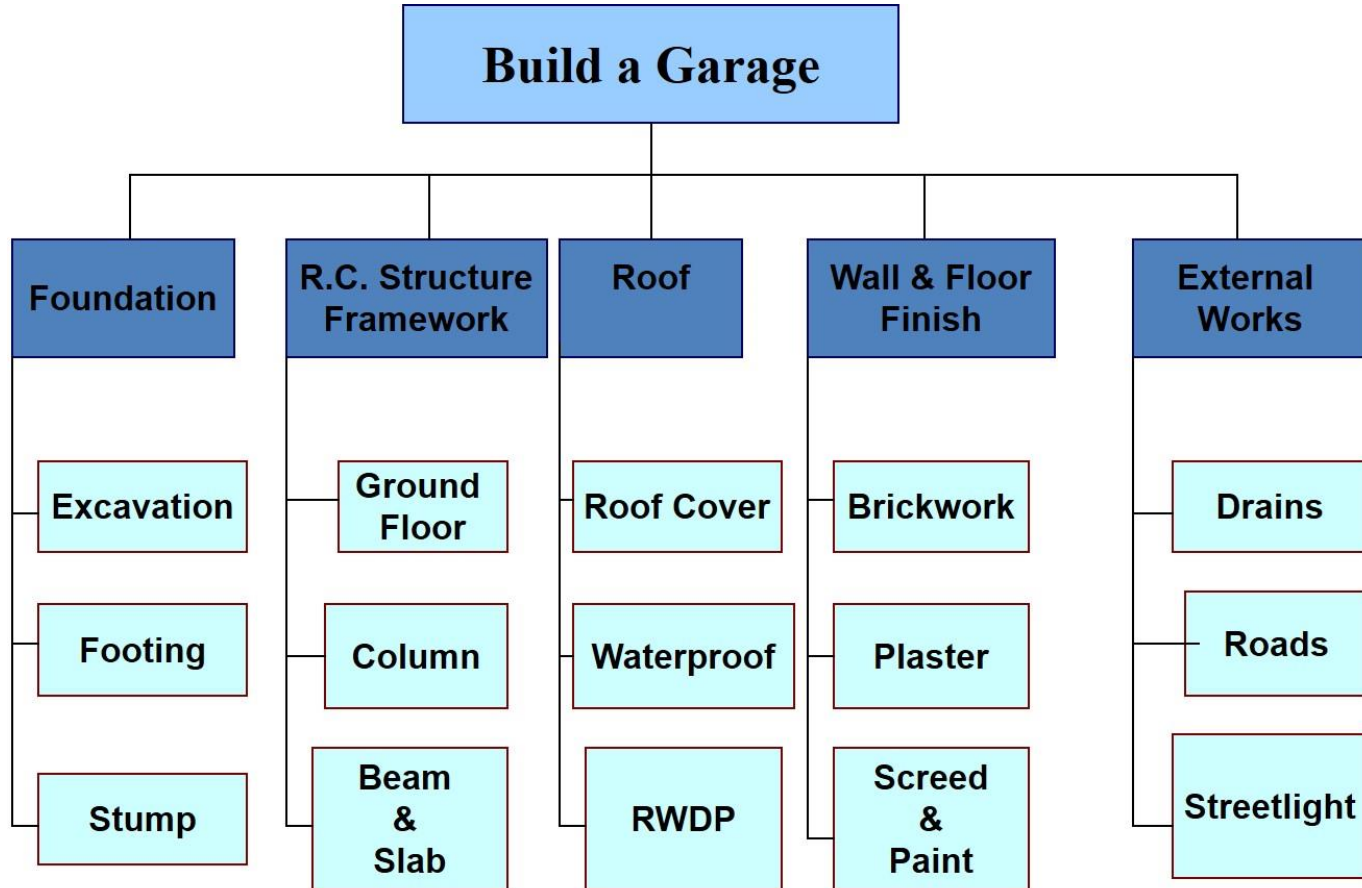 Build a Garage
Foundation
R.C. Structure
Framework
Roof
Wall & Floor
Finish
External
Works
Excavation
Ground
Floor
Roof Cover
Brickwork
Drains
Footing
Column
Waterproof
Plaster
Roads
Stump
Beam
&
Slab
RWDP
Screed
&
Paint
Streetlight